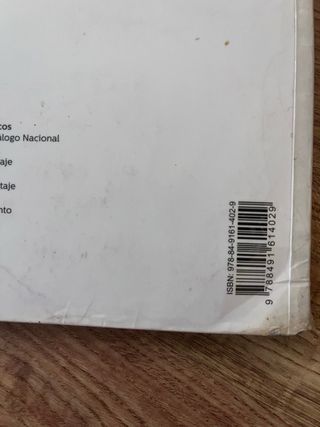 cos
álogo Nacional
aje
taje
nto
ISBN: 978-84-9161-402-9
9 788491 614029